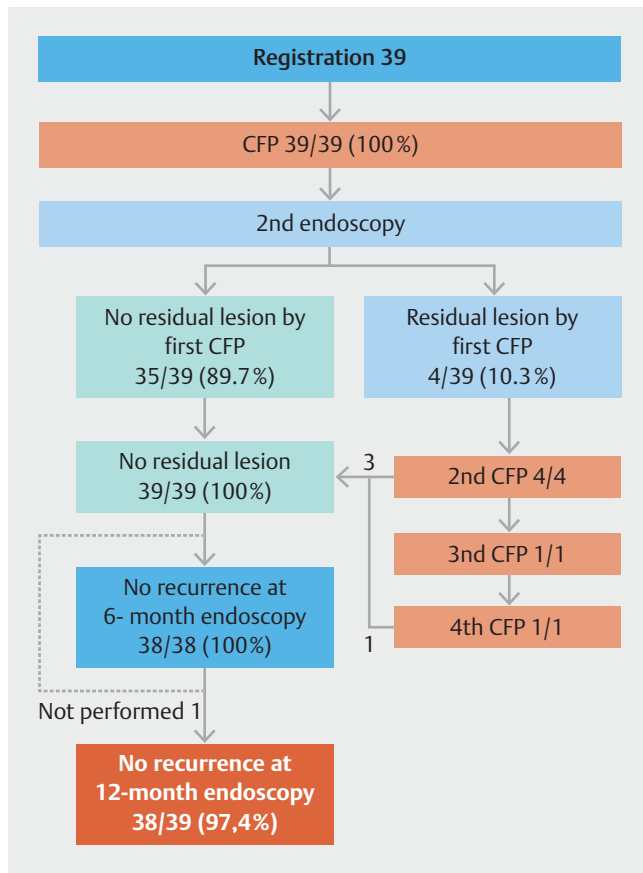 Registration 39
CFP 39/39 (100%)
2nd endoscopy
No residual lesion by
first CFP
35/39 (89.7%)
Residual lesion by
first CFP
4/39 (10.3%)
No residual lesion
39/39 (100%)
3
2nd CFP 4/4
3nd CFP 1/1
4th CFP 1/1
1
No recurrence at
6- month endoscopy
38/38 (100%)
Not performed 1
No recurrence at
12-month endoscopy
38/39 (97,4%)